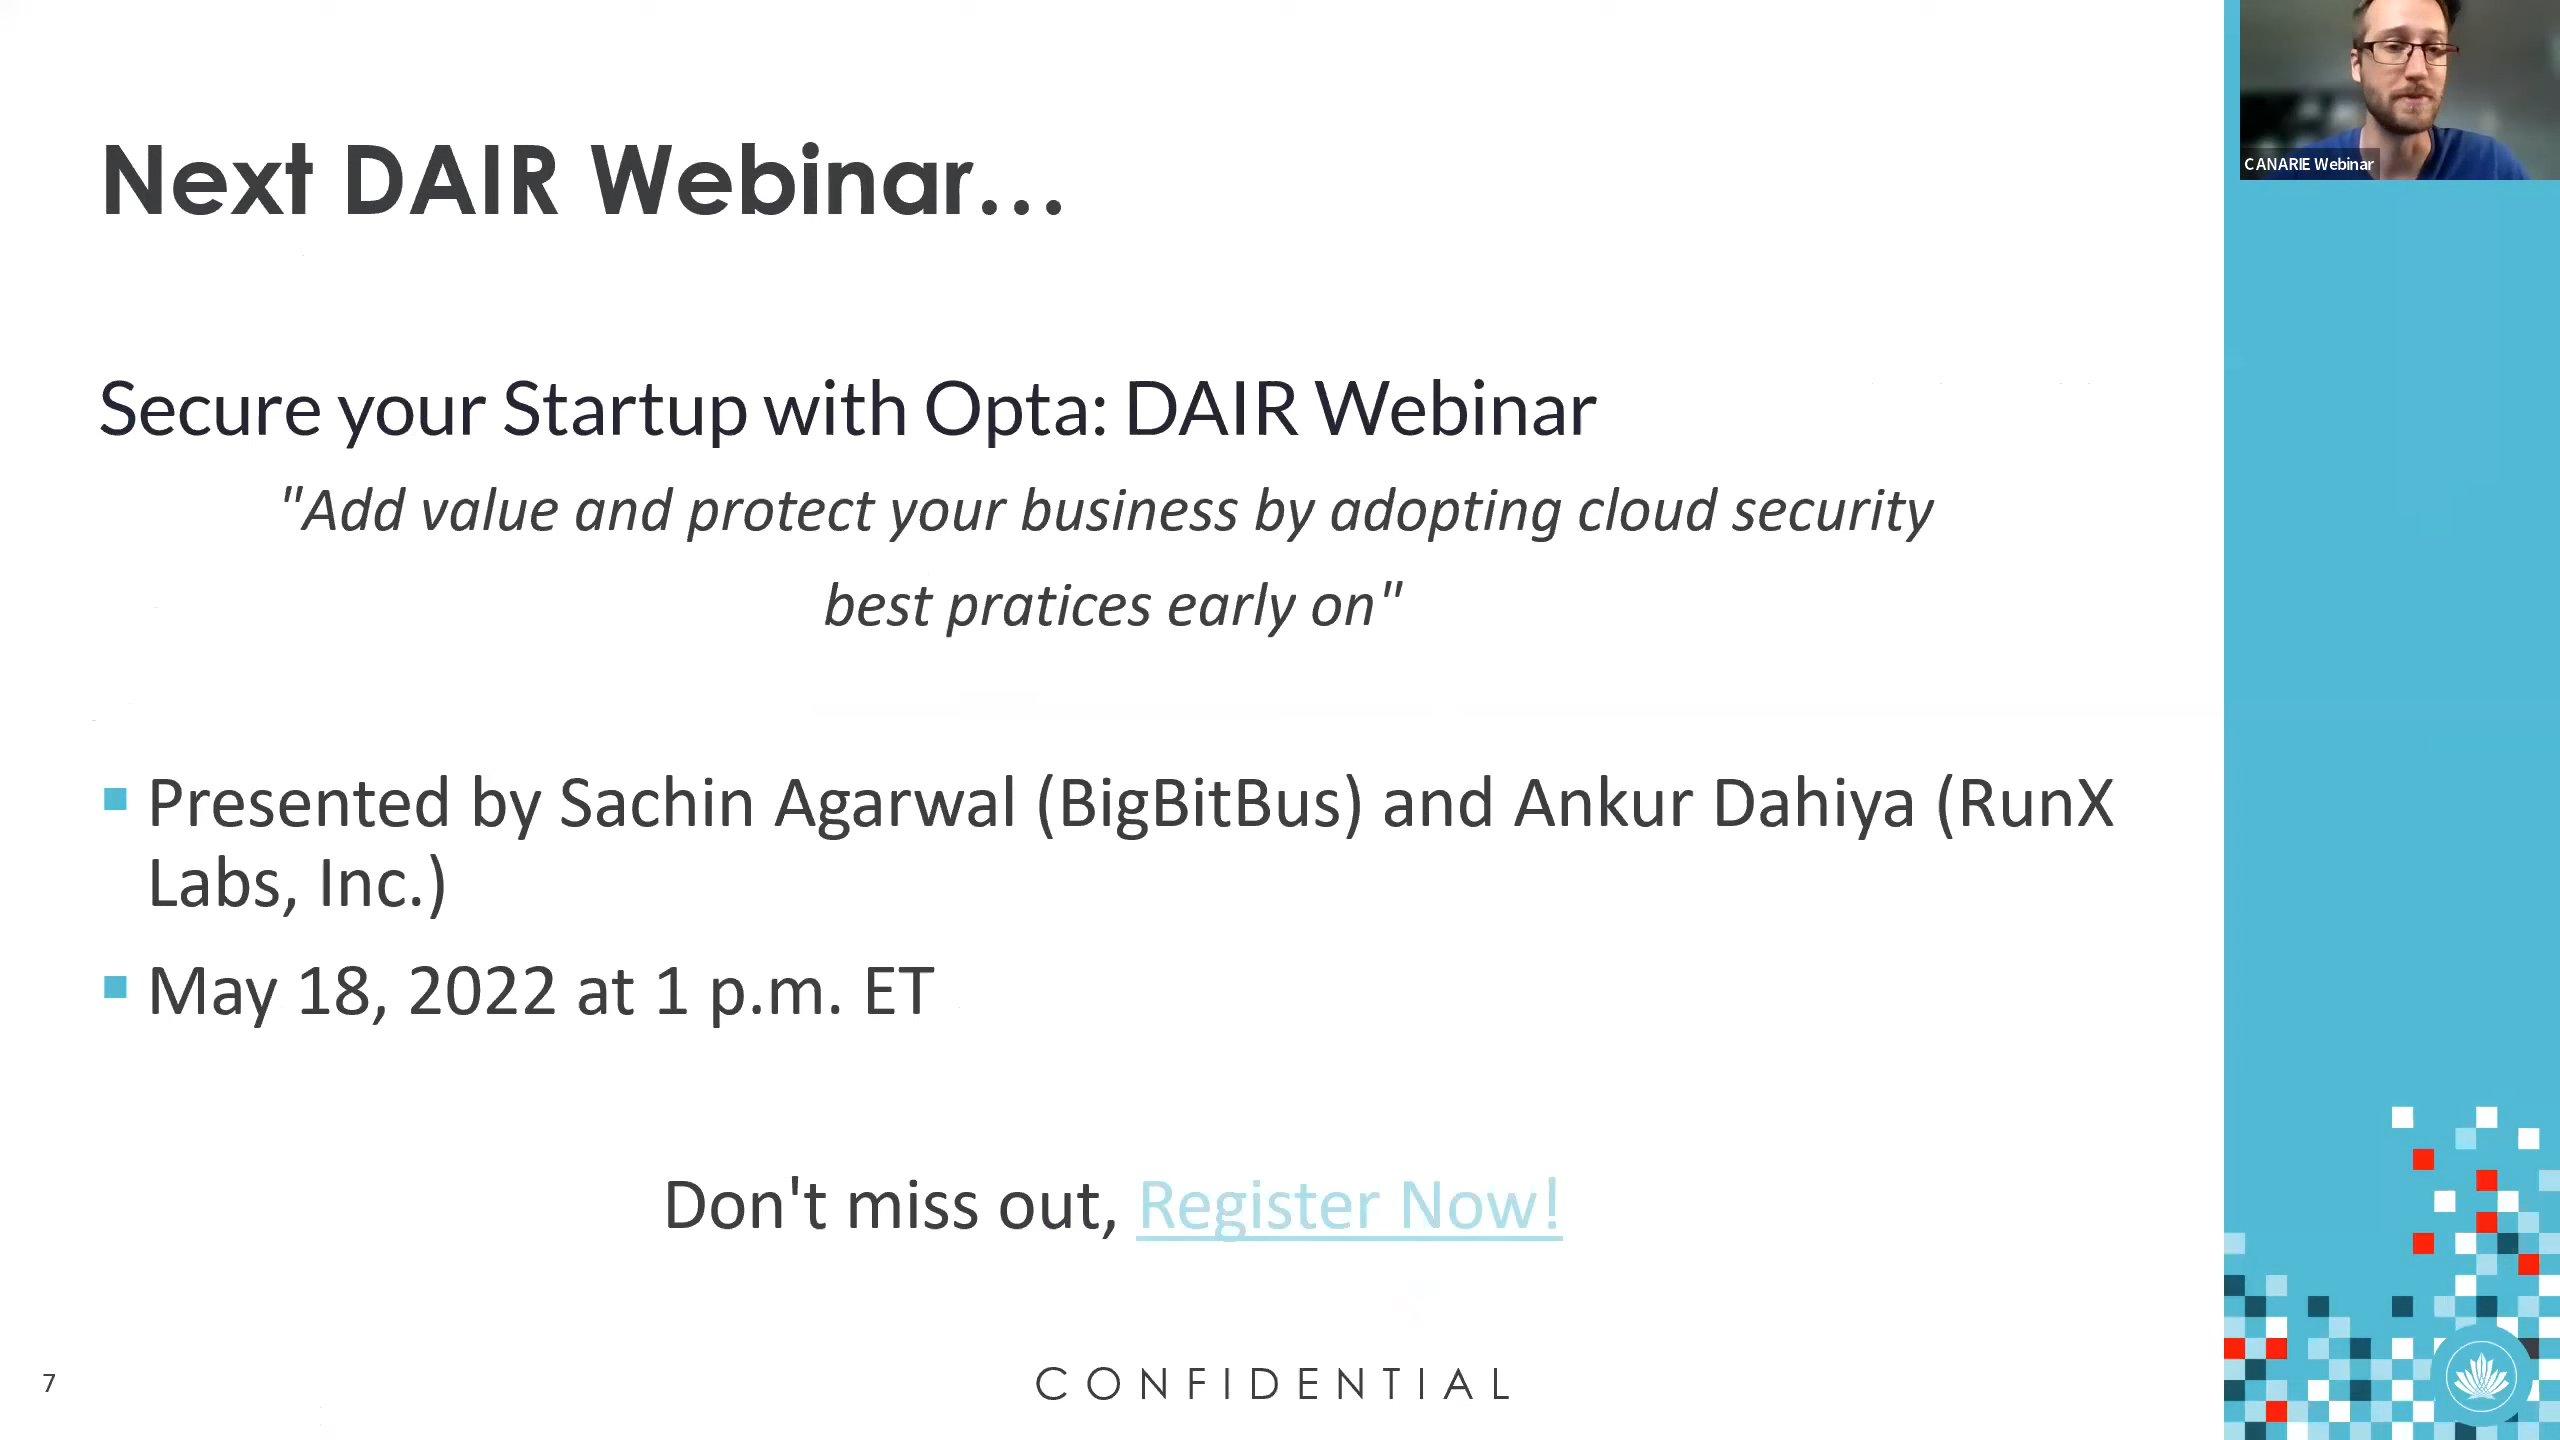 CANARIE Webinar
Next DAIR Webinar...
Secure your Startup with Opta: DAIR Webinar
"Add value and protect your business by adopting cloud security
best pratices early on"
▪ Presented by Sachin Agarwal (BigBitBus) and Ankur Dahiya (RunX
Labs, Inc.)
▪ May 18, 2022 at 1 p.m. ET
Don't miss out, Register Now!
7
CONFIDENTIAL